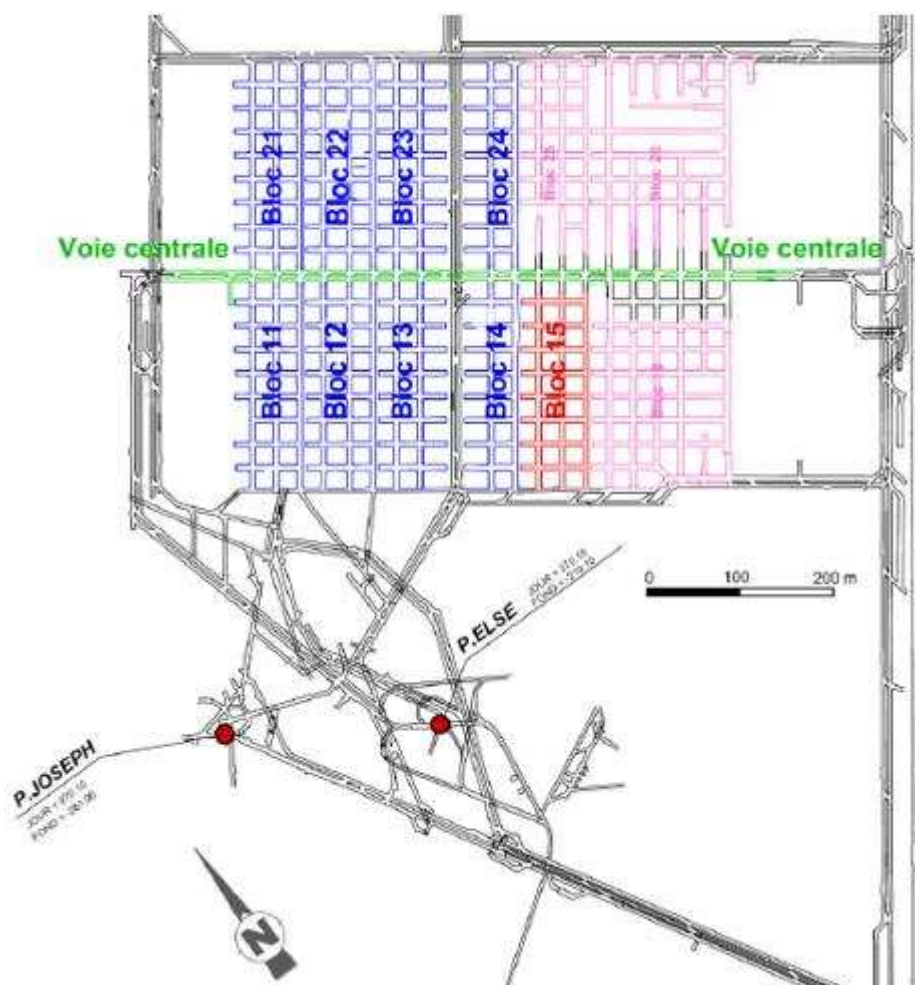 Bloc 21
Bloc 22
Bloc 23
Bloc 24
Voie centrale
Voie centrale
Bloc 11
Bloc 12
Bloc 13
Bloc 14
Bloc 15
0 100 200 m
P.ELSE
P.JOSEPH
N